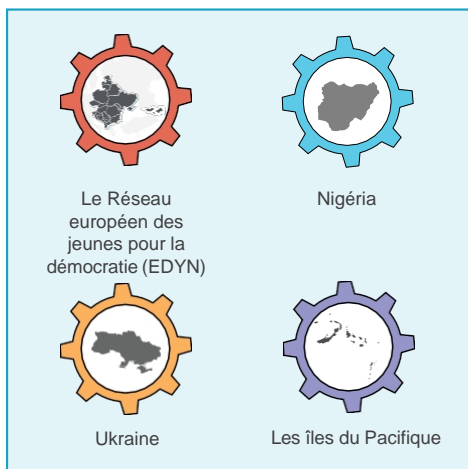 Le Réseau
européen des
jeunes pour la
démocratie (EDYN)
Nigéria
Ukraine
Les îles du Pacifique